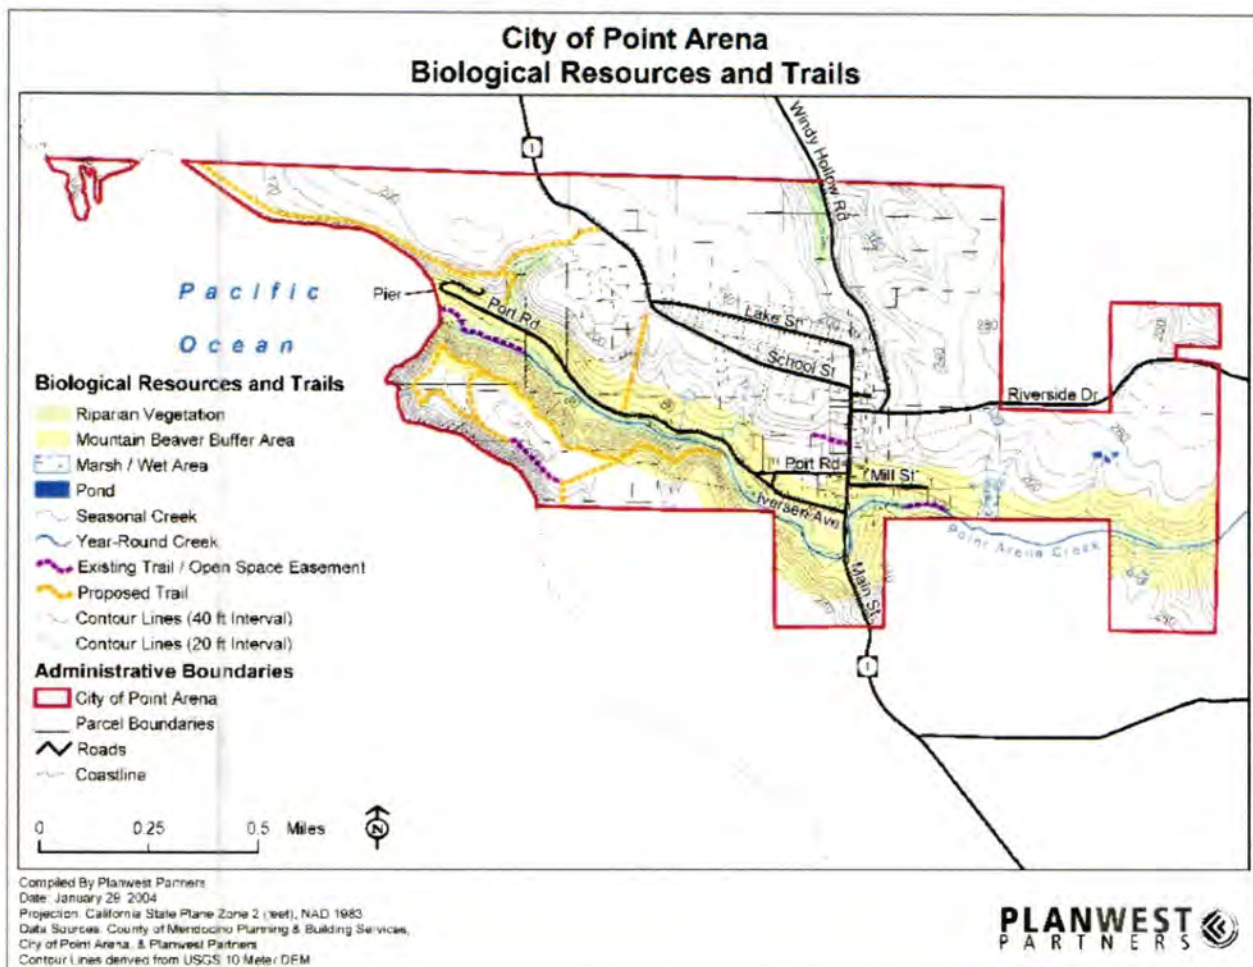 City of Point Arena
Biological Resources and Trails
1
Windy Hollow Rd
120
200
Pacific
Ocean
Pier
Port Rd
Lake St
School St
Riverside Dr
280
240
280
Port Rd
Mill St
Iversen Ave
Main St
Point Arena Creek
1
Biological Resources and Trails
Riparian Vegetation
Mountain Beaver Buffer Area
Marsh / Wet Area
Pond
Seasonal Creek
Year-Round Creek
Existing Trail / Open Space Easement
Proposed Trail
Contour Lines (40 ft Interval)
Contour Lines (20 ft Interval)
Administrative Boundaries
City of Point Arena
Parcel Boundaries
Roads
Coastline
0 0.25 0.5 Miles
N
Compiled By Planwest Partners
Date: January 29, 2004
Projection: California State Plane Zone 2 (feet), NAD 1983
Data Sources: County of Mendocino Planning & Building Services,
City of Point Arena, & Planwest Partners
Contour Lines derived from USGS 10 Meter DEM
PLANWEST
PARTNERS